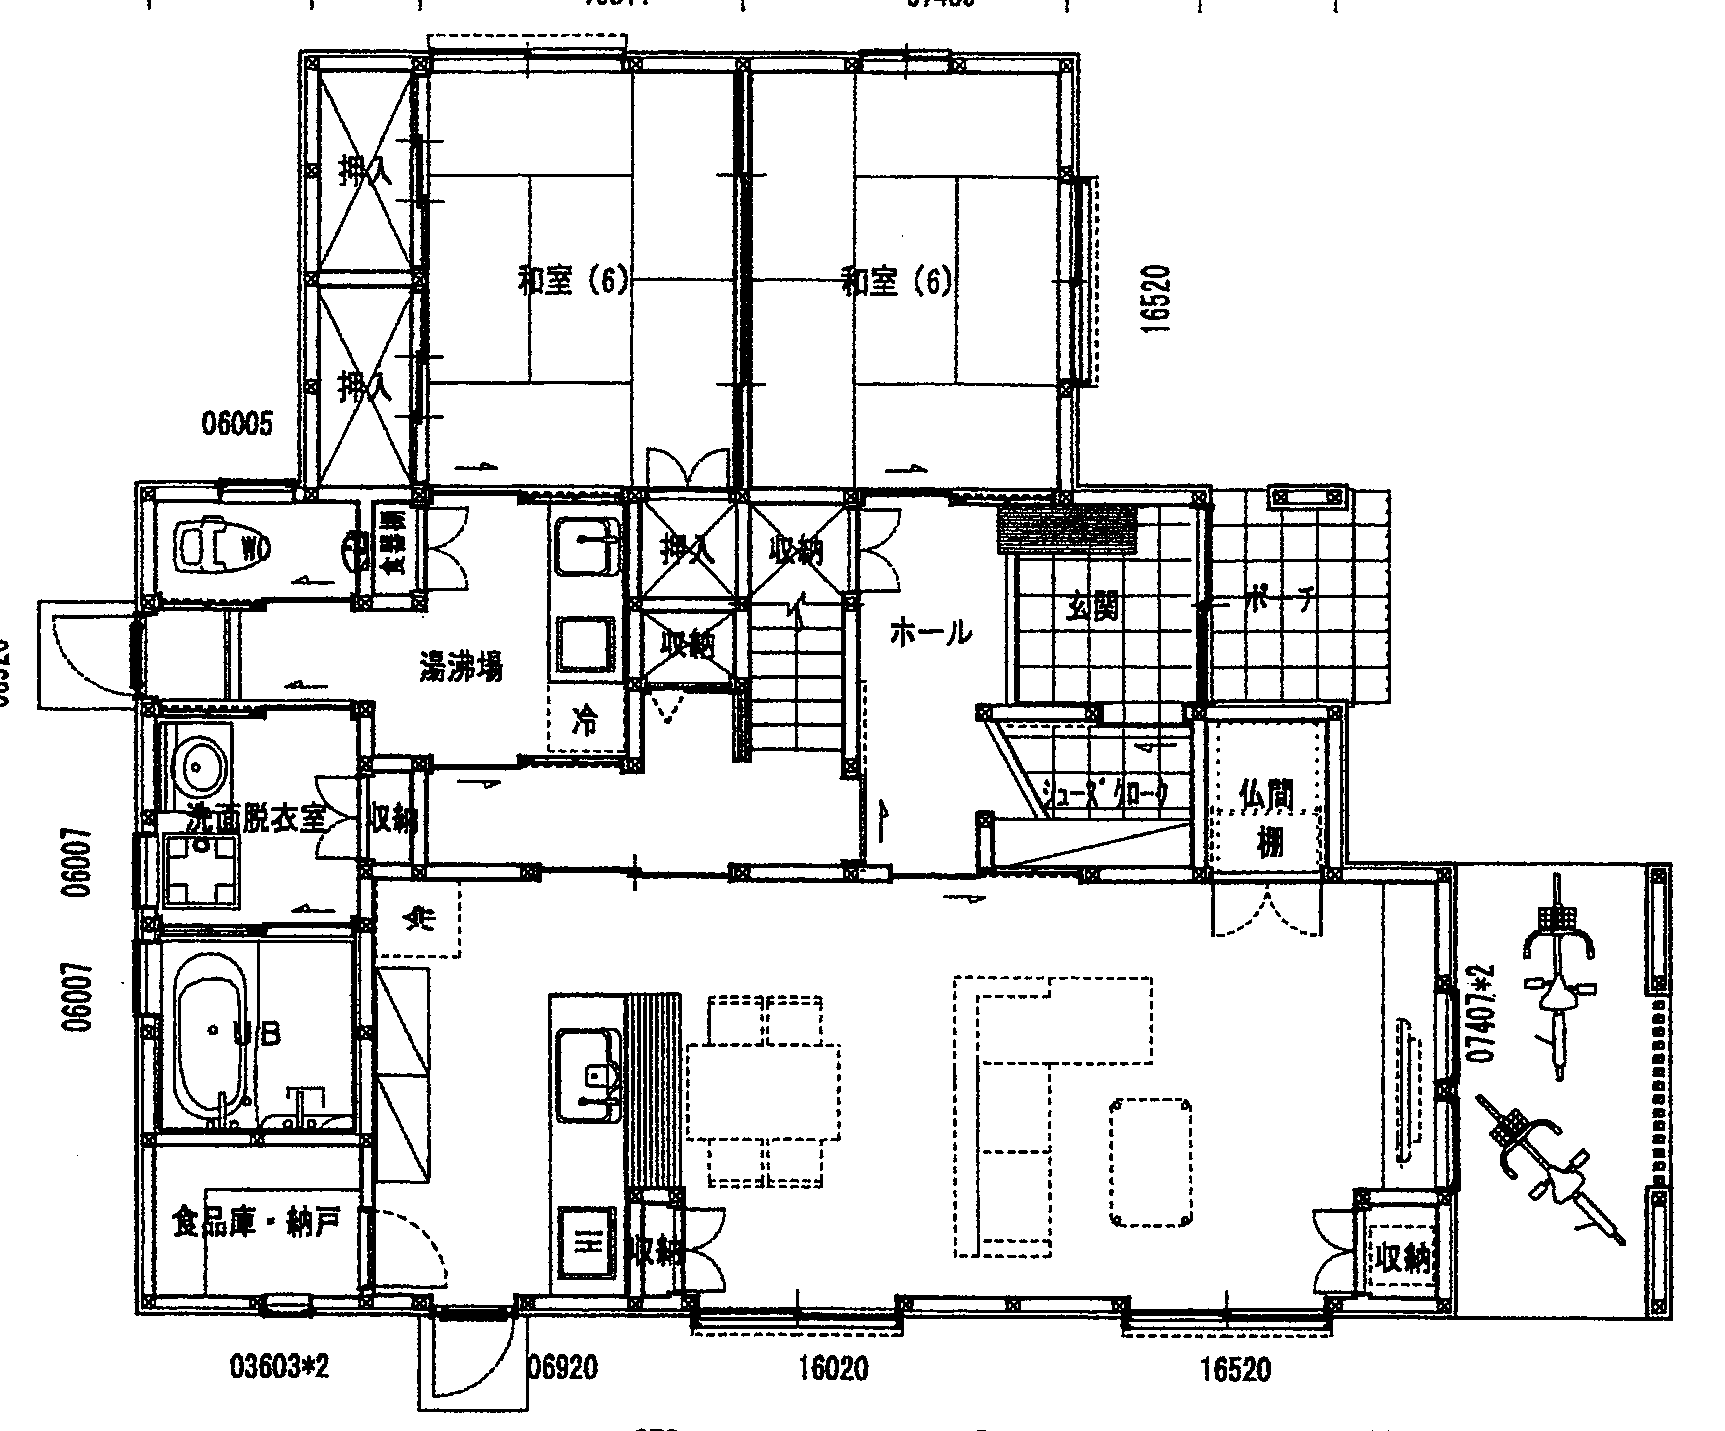 押入
和室（6）
和室（6）
16520
押入
06005
WC
食器棚
押入
収納
玄関
ポーチ
ホール
収納
湯沸場
冷
シューズクローク
仏間
棚
洗面脱衣室
収納
06007
冷
06007
UB
07407*2
食品庫・納戸
収納
収納
03603*2
06920
16020
16520